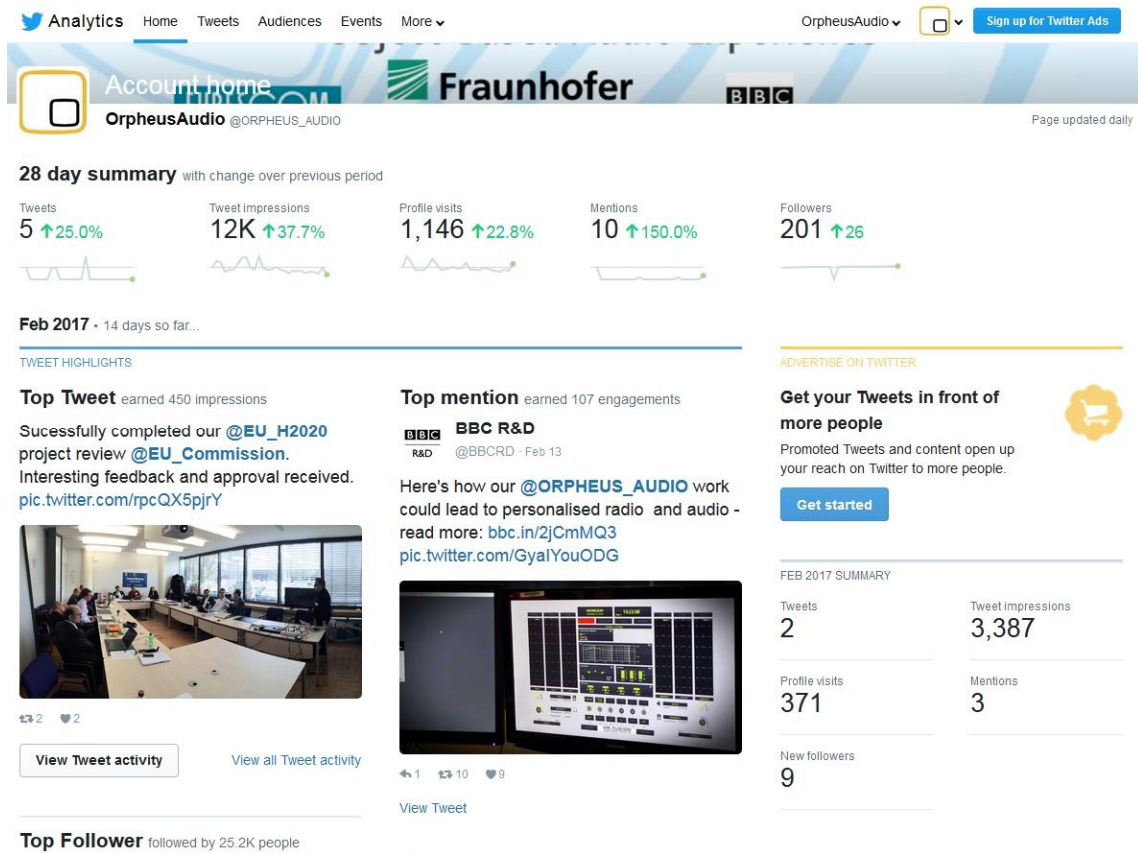 Analytics Home Tweets Audiences Events More
OrpheusAudio Sign up for Twitter Ads
Fraunhofer
BBC
Account home
OrpheusAudio @ORPHEUS_AUDIO
Page updated daily
28 day summary with change over previous period
Tweets
5 ↑25.0%
Tweet impressions
12K ↑37.7%
Profile visits
1,146 ↑22.8%
Mentions
10 ↑150.0%
Followers
201 ↑26
Feb 2017 • 14 days so far...
TWEET HIGHLIGHTS
Top Tweet earned 450 impressions
Sucessfully completed our @EU_H2020
project review @EU_Commission.
Interesting feedback and approval received.
pic.twitter.com/rpcQX5pjrY
2 2
View Tweet activity
View all Tweet activity
Top Follower followed by 25.2K people
Top mention earned 107 engagements
BBC
R&D
BBC R&D
@BBCRD · Feb 13
Here's how our @ORPHEUS_AUDIO work
could lead to personalised radio and audio -
read more: bbc.in/2jCmMQ3
pic.twitter.com/GyaIYouODG
1 10 9
View Tweet
ADVERTISE ON TWITTER
Get your Tweets in front of
more people
Promoted Tweets and content open up
your reach on Twitter to more people.
Get started
FEB 2017 SUMMARY
Tweets
2
Tweet impressions
3,387
Profile visits
371
Mentions
3
New followers
9